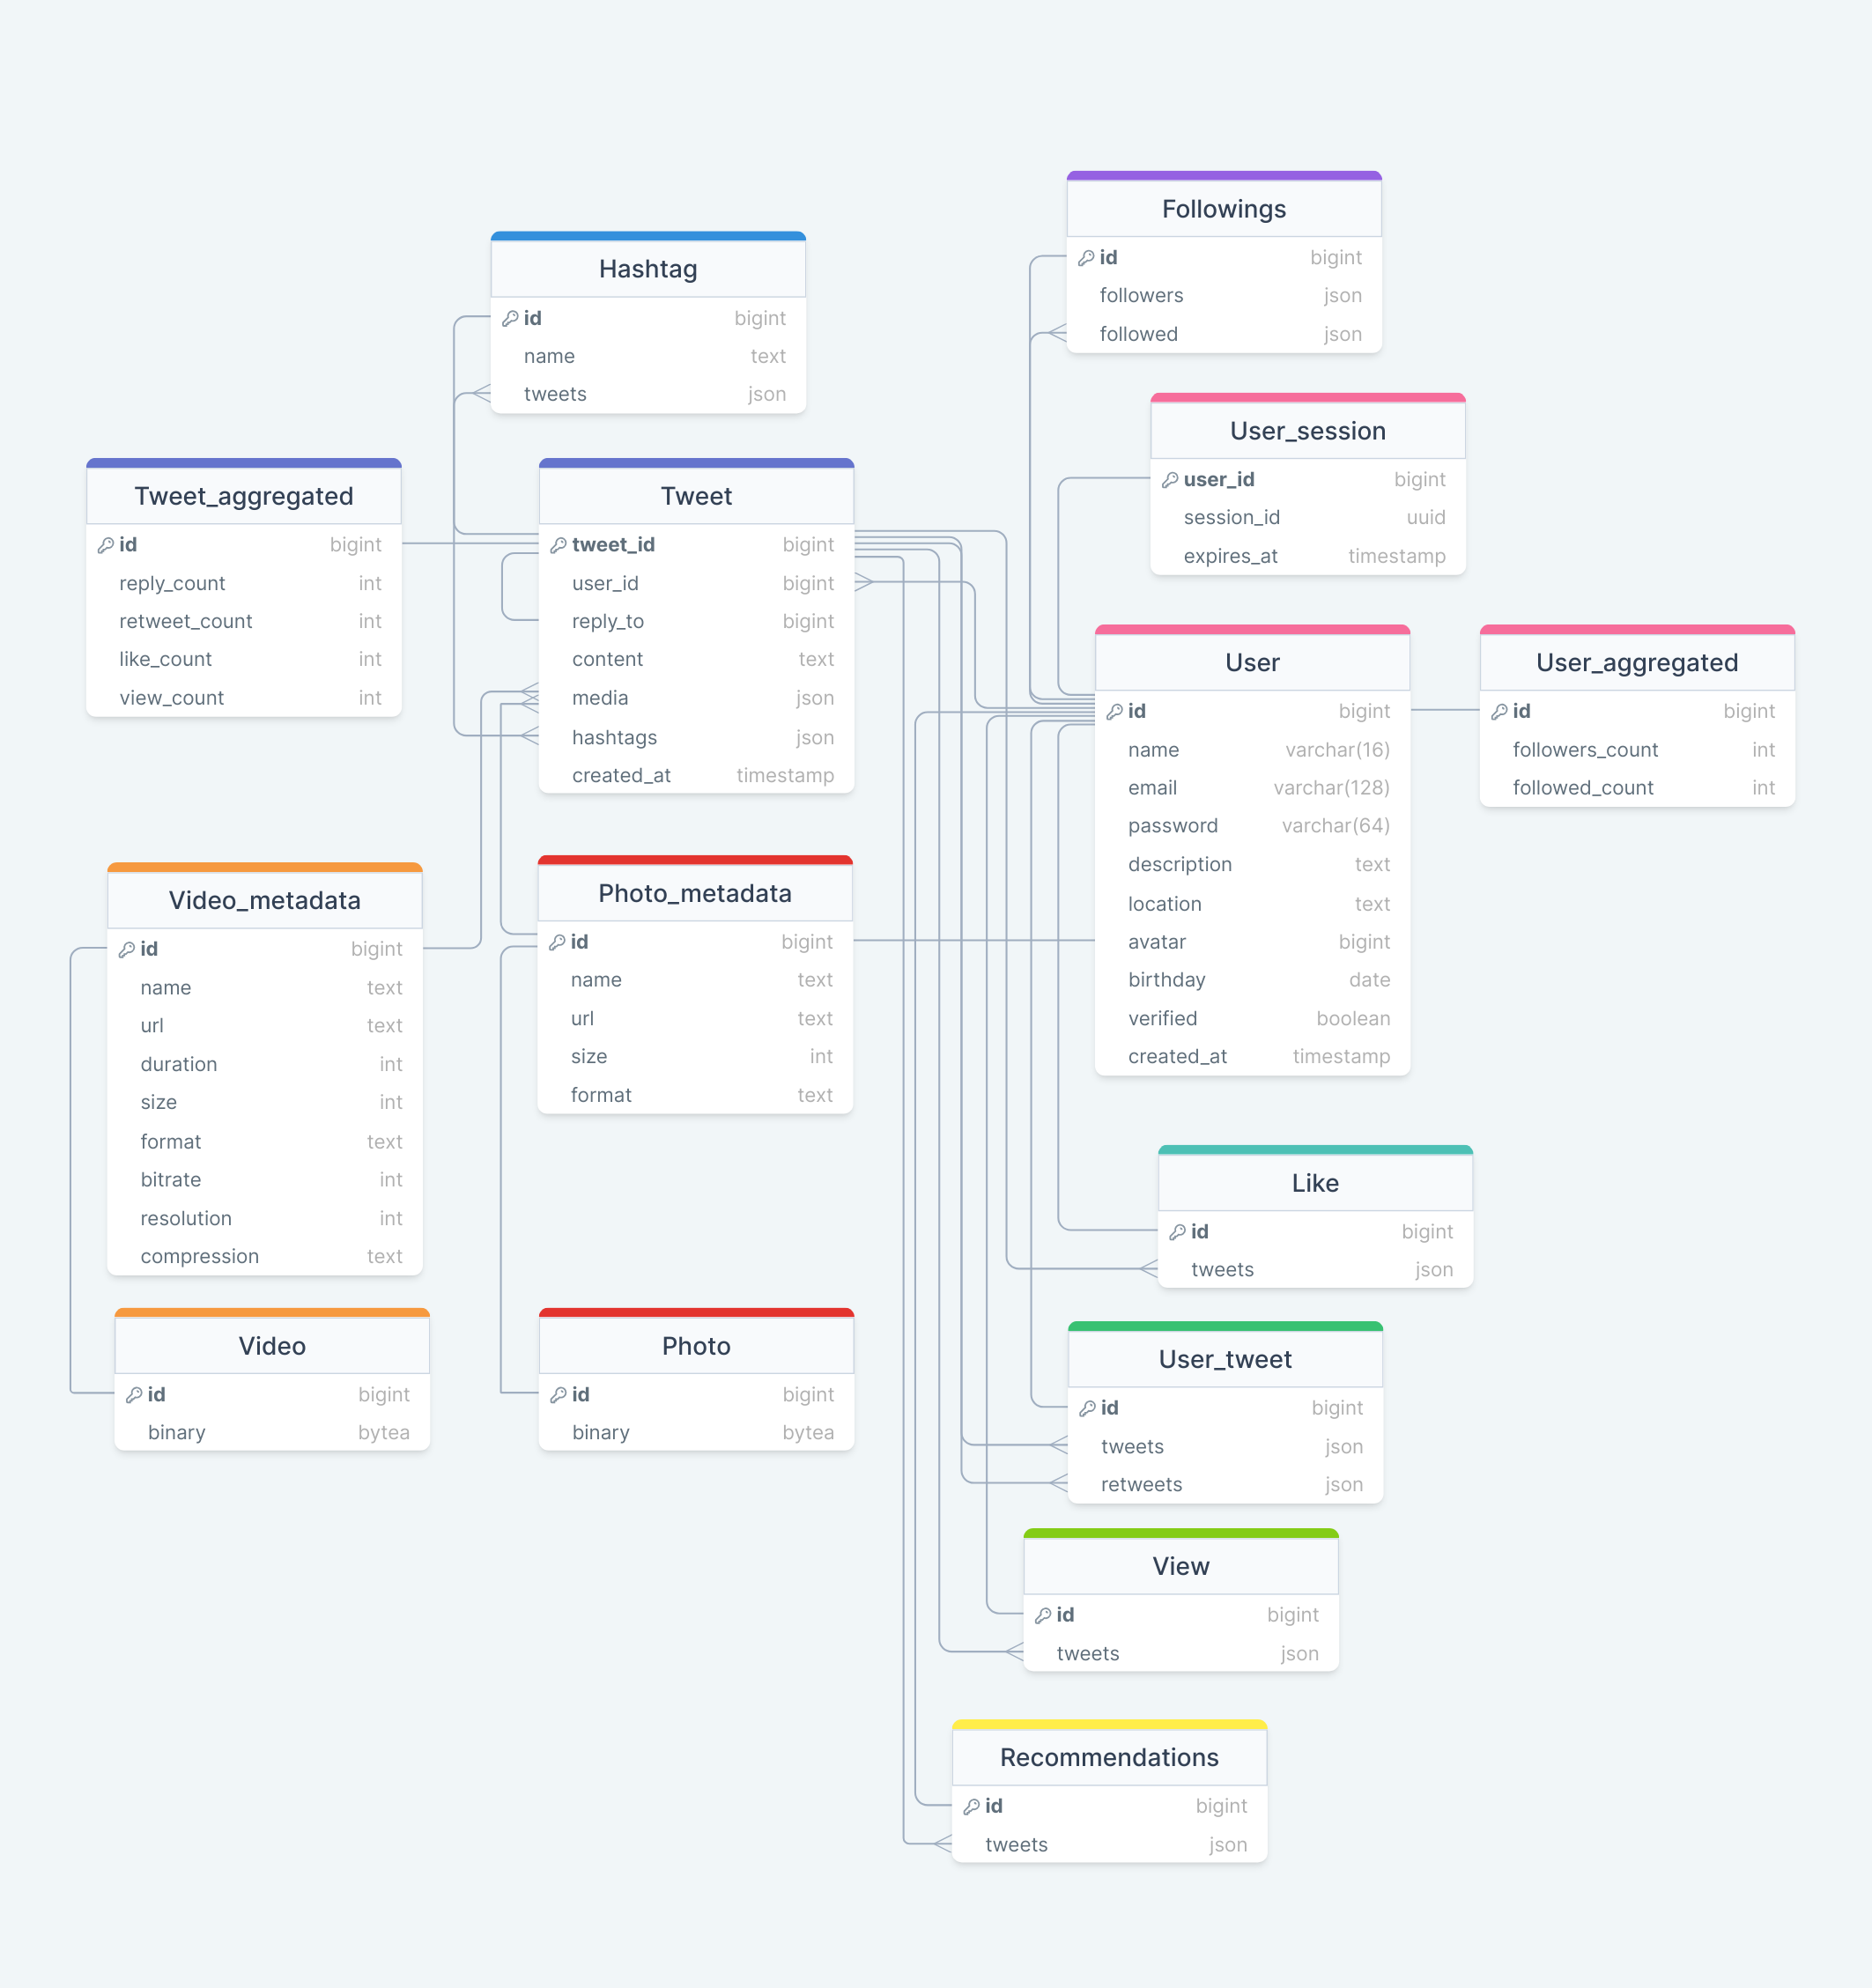 Followings
id bigint
followers json
followed json
Hashtag
id bigint
name text
tweets json
User_session
user_id bigint
session_id uuid
expires_at timestamp
Tweet_aggregated
id bigint
reply_count int
retweet_count int
like_count int
view_count int
Tweet
tweet_id bigint
user_id bigint
reply_to bigint
content text
media json
hashtags json
created_at timestamp
User
id bigint
name varchar(16)
email varchar(128)
password varchar(64)
description text
location text
avatar bigint
birthday date
verified boolean
created_at timestamp
User_aggregated
id bigint
followers_count int
followed_count int
Video_metadata
id bigint
name text
url text
duration int
size int
format text
bitrate int
resolution int
compression text
Photo_metadata
id bigint
name text
url text
size int
format text
Like
id bigint
tweets json
Video
id bigint
binary bytea
Photo
id bigint
binary bytea
User_tweet
id bigint
tweets json
retweets json
View
id bigint
tweets json
Recommendations
id bigint
tweets json